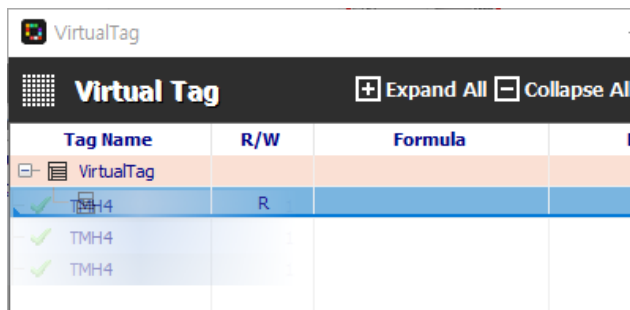 VirtualTag
Virtual Tag Expand All Collapse Al
Tag Name R/W Formula
VirtualTag
TMH4 R
TMH4
TMH4